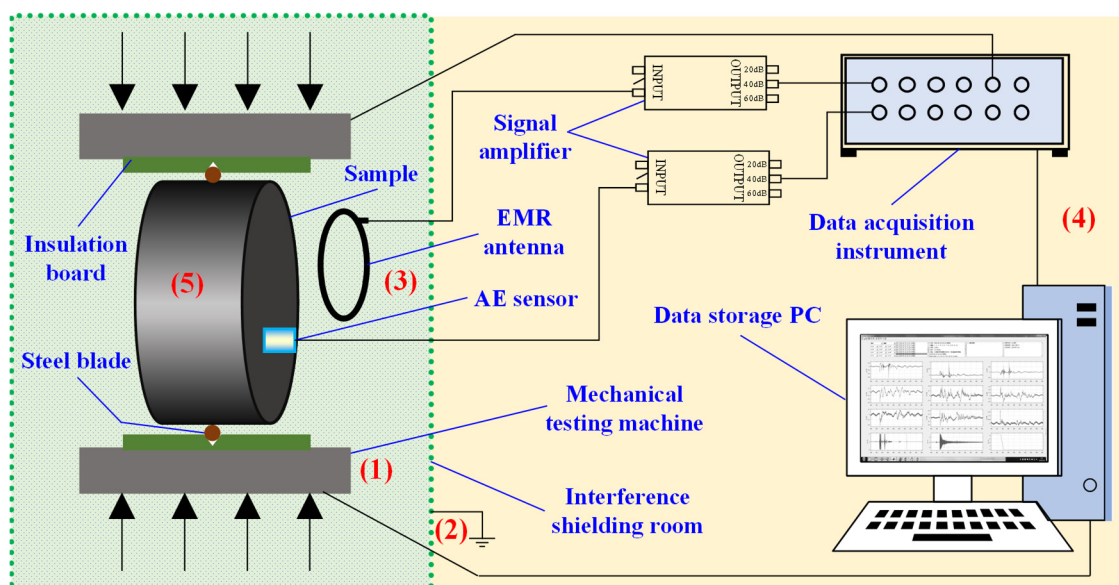 INPUT
OUTPUT
20dB
40dB
60dB
Signal
amplifier
INPUT
OUTPUT
20dB
40dB
60dB
Sample
EMR
antenna
(3)
AE sensor
Insulation
board
(5)
Steel blade
Data acquisition
instrument
(4)
Data storage PC
Mechanical
testing machine
(1)
Interference
shielding room
(2)